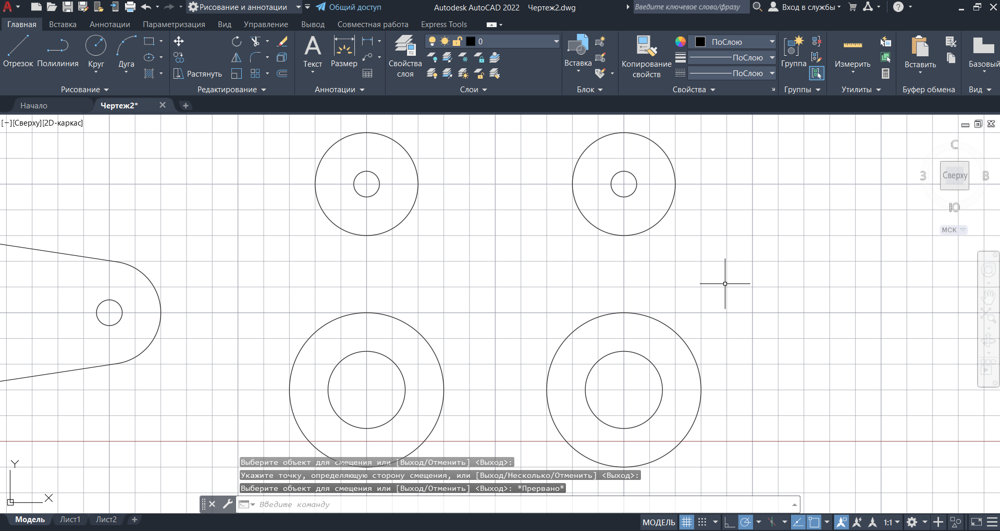 Рисование и аннотации
Общий доступ
Autodesk AutoCAD 2022 Чертеж2.dwg
Введите ключевое слово/фразу
Вход в службы
Главная Вставка Аннотации Параметризация Вид Управление Вывод Совместная работа Express Tools
0
ПоСлою
ПоСлою
ПоСлою
Отрезок Полилиния Круг Дуга
Растянуть
Текст Размер
Свойства слоя
Вставка
Копирование свойств
Группа
Измерить
Вставить
Базовый
Рисование Редактирование Аннотации Слои Блок Свойства Группы Утилиты Буфер обмена Вид
Начало Чертеж2*
[−][Сверху][2D-каркас]
С
З Сверху В
Ю
МСК
Y
X
Выберите объект для смещения или [Выход/Отменить] <Выход>:
Укажите точку, определяющую сторону смещения, или [Выход/Несколько/Отменить] <Выход>:
Выберите объект для смещения или [Выход/Отменить] <Выход>: *Прервано*
Введите команду
Модель Лист1 Лист2
МОДЕЛЬ 1:1